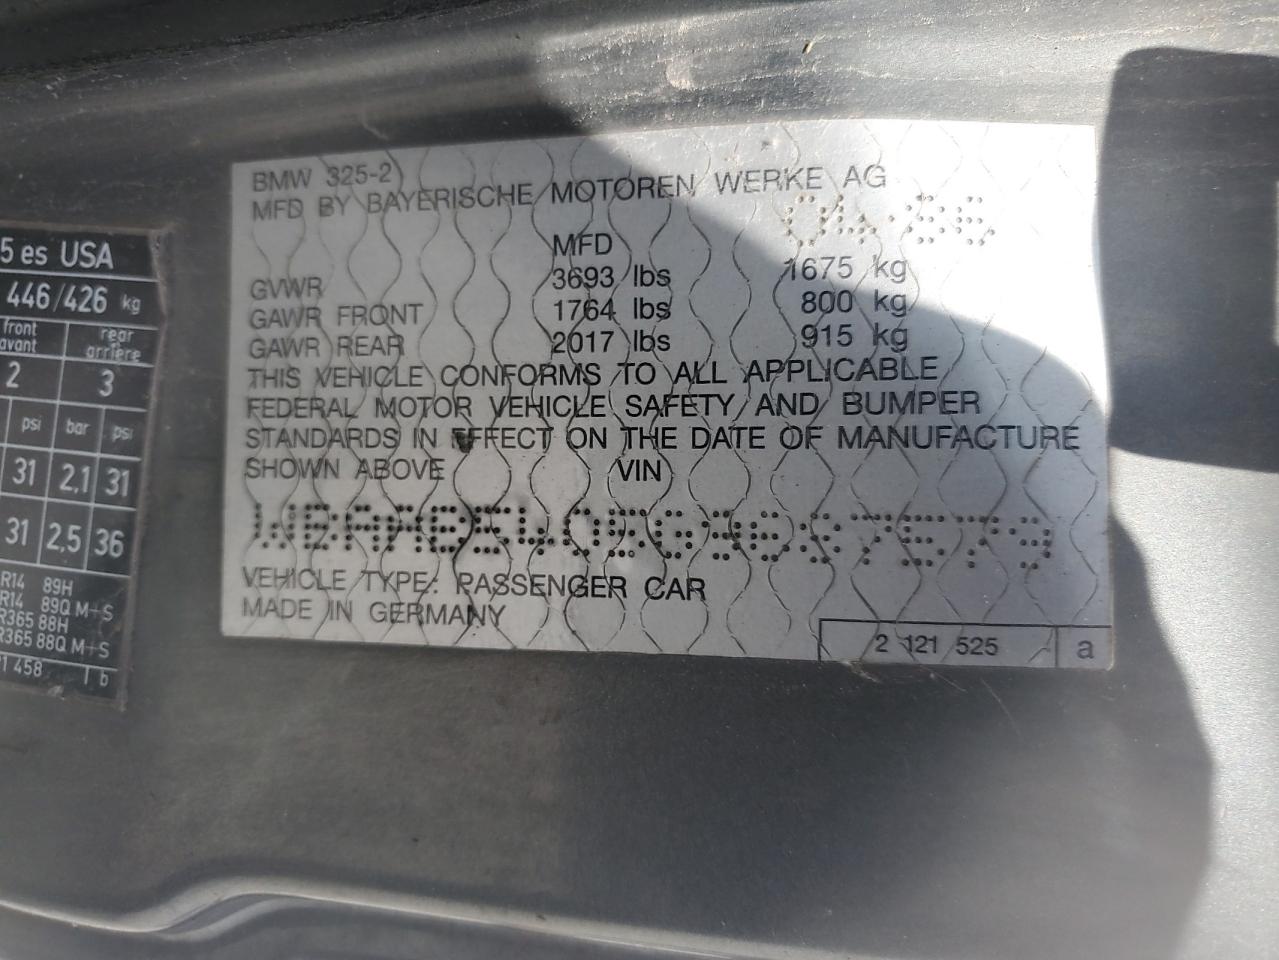 BMW 325-2
MFD BY BAYERISCHE MOTOREN WERKE AG
04-86
MFD
GVWR 3693 lbs 1675 kg
GAWR FRONT 1764 lbs 800 kg
GAWR REAR 2017 lbs 915 kg
THIS VEHICLE CONFORMS TO ALL APPLICABLE
FEDERAL MOTOR VEHICLE SAFETY AND BUMPER
STANDARDS IN EFFECT ON THE DATE OF MANUFACTURE
SHOWN ABOVE VIN
WBAAB5405G9687579
VEHICLE TYPE: PASSENGER CAR
MADE IN GERMANY
2 121 525 a
5 es USA
446/426 kg
front rear
avant arrière
2 3
psi bar psi
31 2,1 31
31 2,5 36
R14 89H
R14 89Q M+S
R365 88H
R365 88Q M+S
1 458 1 b